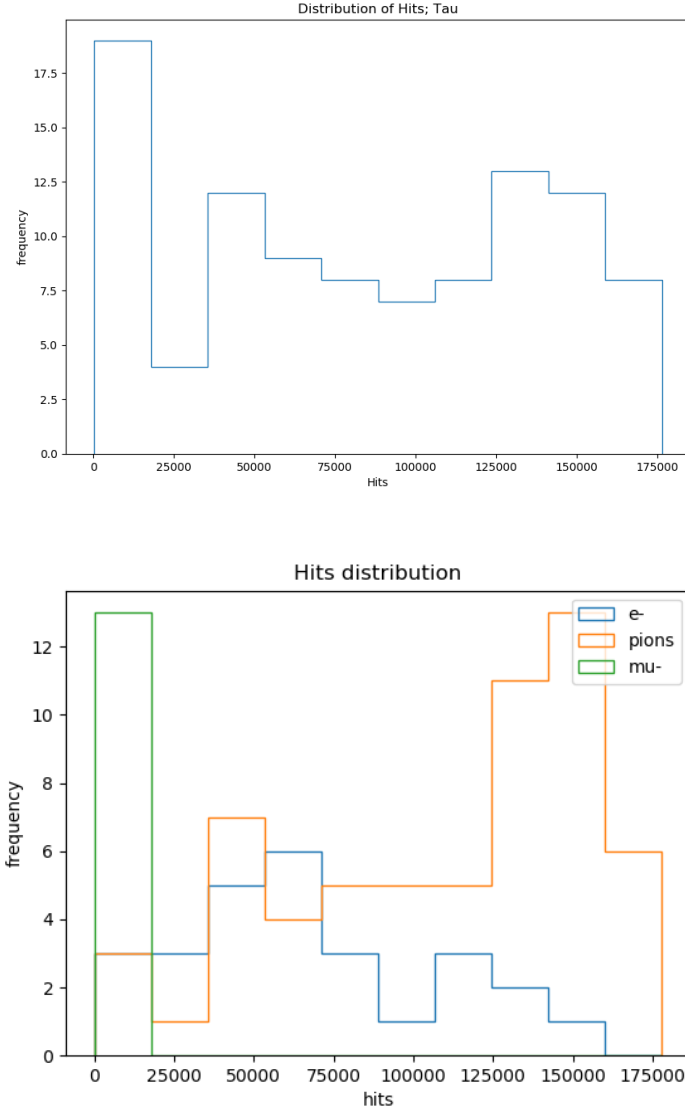 Distribution of Hits; Tau
17.5
15.0
12.5
10.0
7.5
5.0
2.5
0.0
frequency
0 25000 50000 75000 100000 125000 150000 175000
Hits
Hits distribution
e-
pions
mu-
12
10
8
6
4
2
0
frequency
0 25000 50000 75000 100000 125000 150000 175000
hits